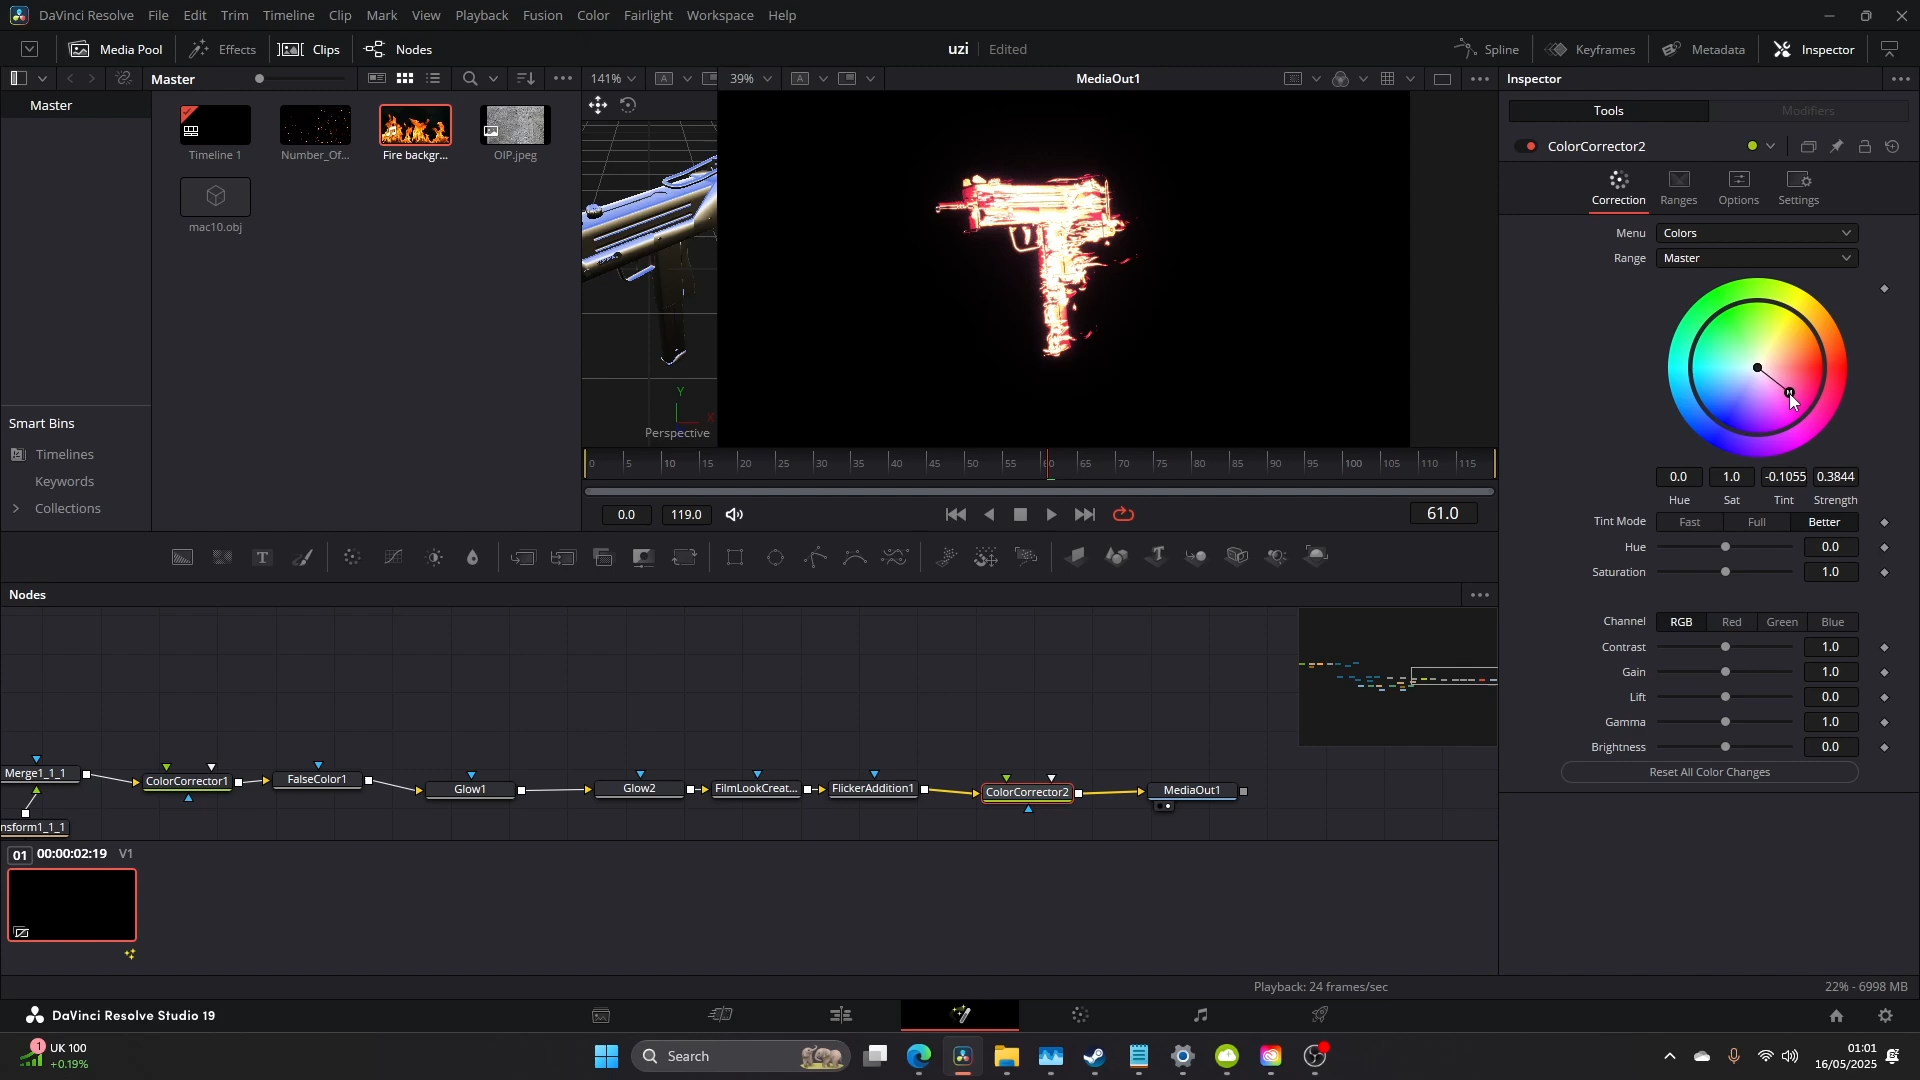 DaVinci Resolve File Edit Trim Timeline Clip Mark View Playback Fusion Color Fairlight Workspace Help
Media Pool Effects Clips Nodes uzi Edited Spline Keyframes Metadata Inspector
Master 141% A 39% A MediaOut1 Inspector
Master
Timeline 1 Number_Of... Fire backgr... OIP.jpeg
mac10.obj
Tools Modifiers
ColorCorrector2
Correction Ranges Options Settings
Menu Colors
Range Master
Y
X
Perspective
Smart Bins
Timelines
Keywords
Collections
0 5 10 15 20 25 30 35 40 45 50 55 60 65 70 75 80 85 90 95 100 105 110 115
0.0 119.0 61.0
0.0 1.0 -0.1055 0.3844
Hue Sat Tint Strength
Tint Mode Fast Full Better
Hue 0.0
Saturation 1.0
Channel RGB Red Green Blue
Contrast 1.0
Gain 1.0
Lift 0.0
Gamma 1.0
Brightness 0.0
Reset All Color Changes
T T
Nodes
Merge1_1_1 ColorCorrector1 FalseColor1 Glow1 Glow2 FilmLookCreat... FlickerAddition1 ColorCorrector2 MediaOut1
nsform1_1_1
01 00:00:02:19 V1
Playback: 24 frames/sec 22% - 6998 MB
DaVinci Resolve Studio 19
1 UK 100
+0.19%
Search
01:01
16/05/2025